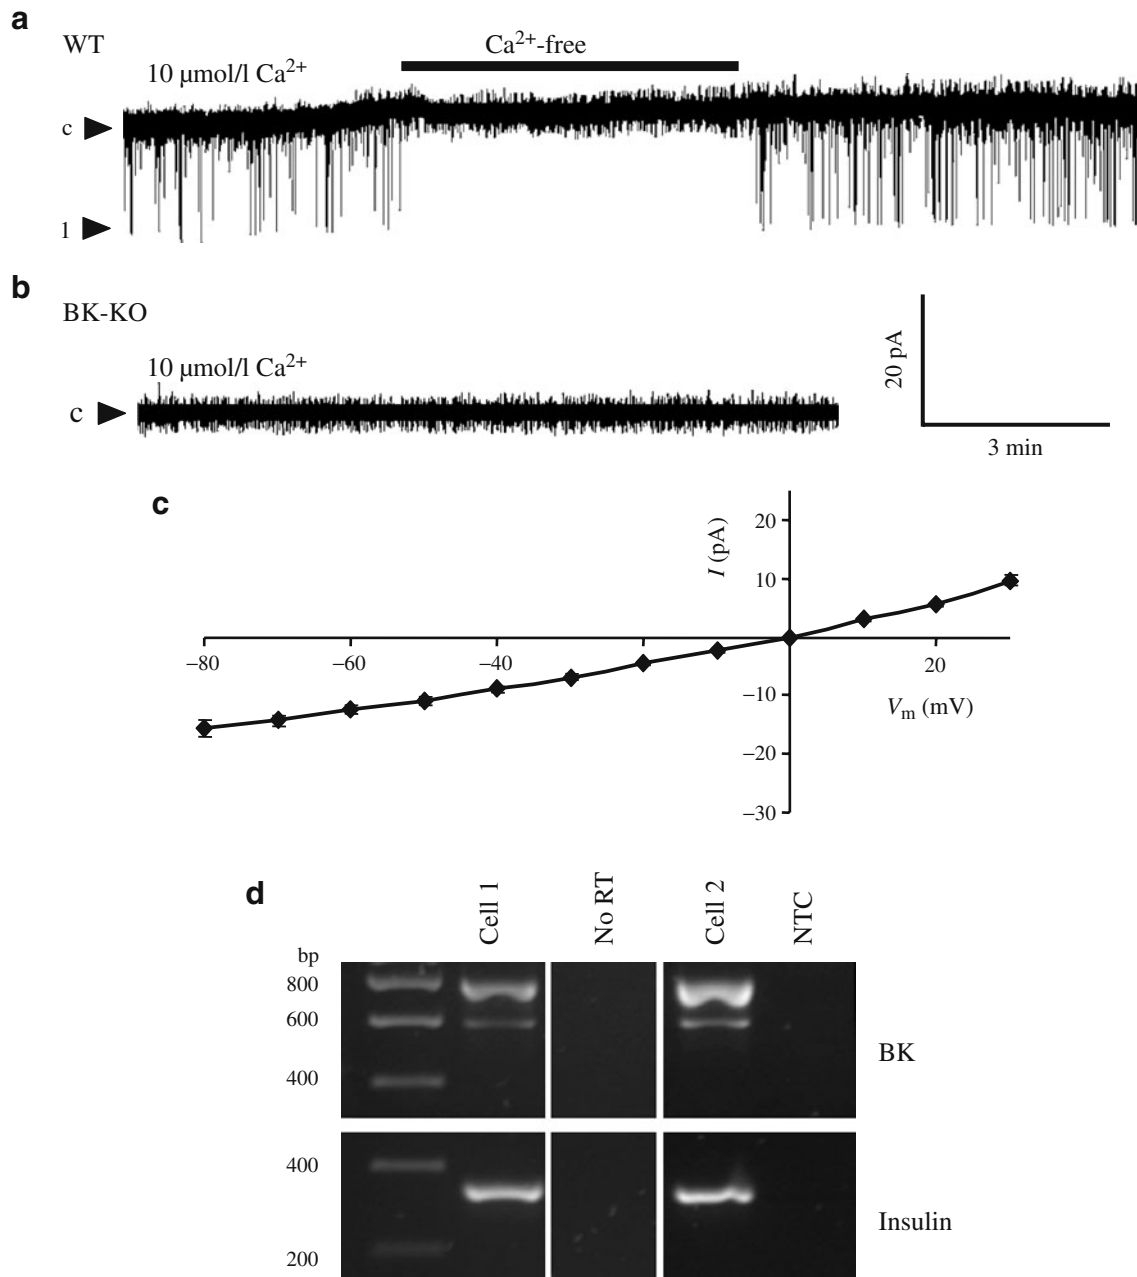 a
WT
Ca²⁺-free
10 µmol/l Ca²⁺
c
1
b
BK-KO
10 µmol/l Ca²⁺
c
20 pA
3 min
c
I (pA)
20
10
−80
−60
−40
20
−10
−20
−30
Vₘ (mV)
d
Cell 1
No RT
Cell 2
NTC
bp
800
600
400
BK
400
200
Insulin